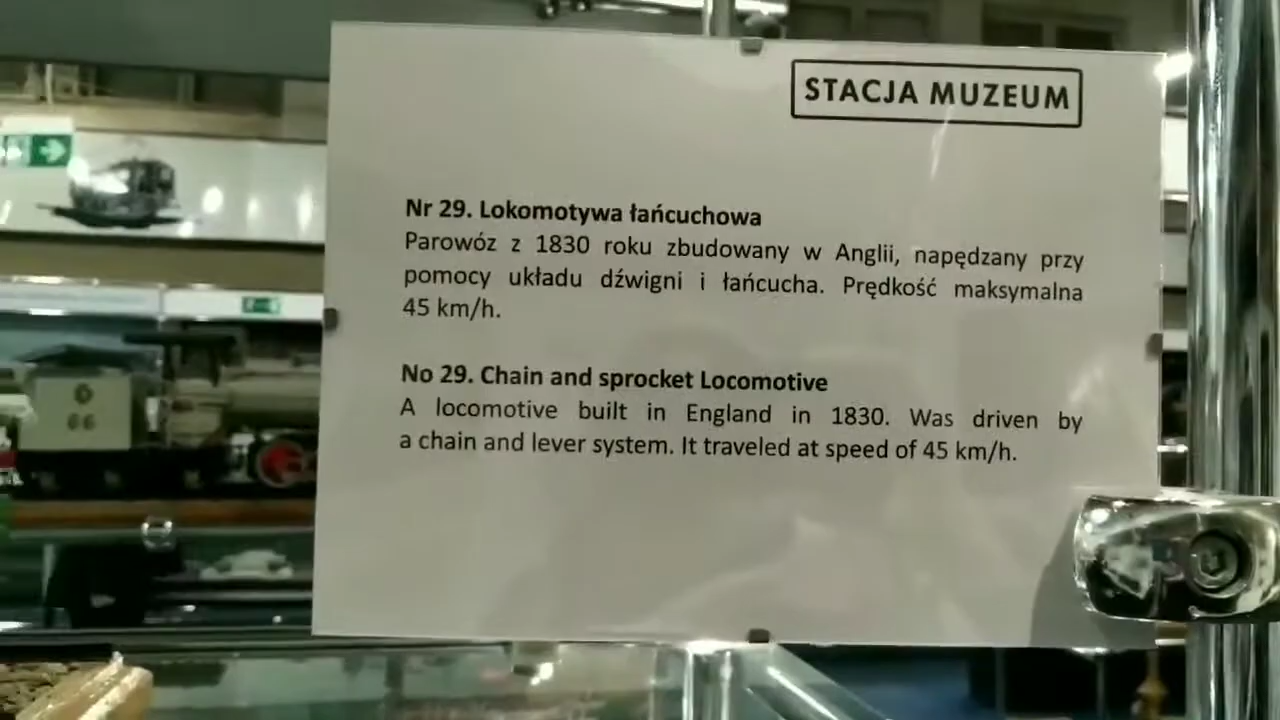 STACJA MUZEUM
Nr 29. Lokomotywa łańcuchowa
Parowóz z 1830 roku zbudowany w Anglii, napędzany przy
pomocy układu dźwigni i łańcucha. Prędkość maksymalna
45 km/h.
No 29. Chain and sprocket Locomotive
A locomotive built in England in 1830. Was driven by
a chain and lever system. It traveled at speed of 45 km/h.